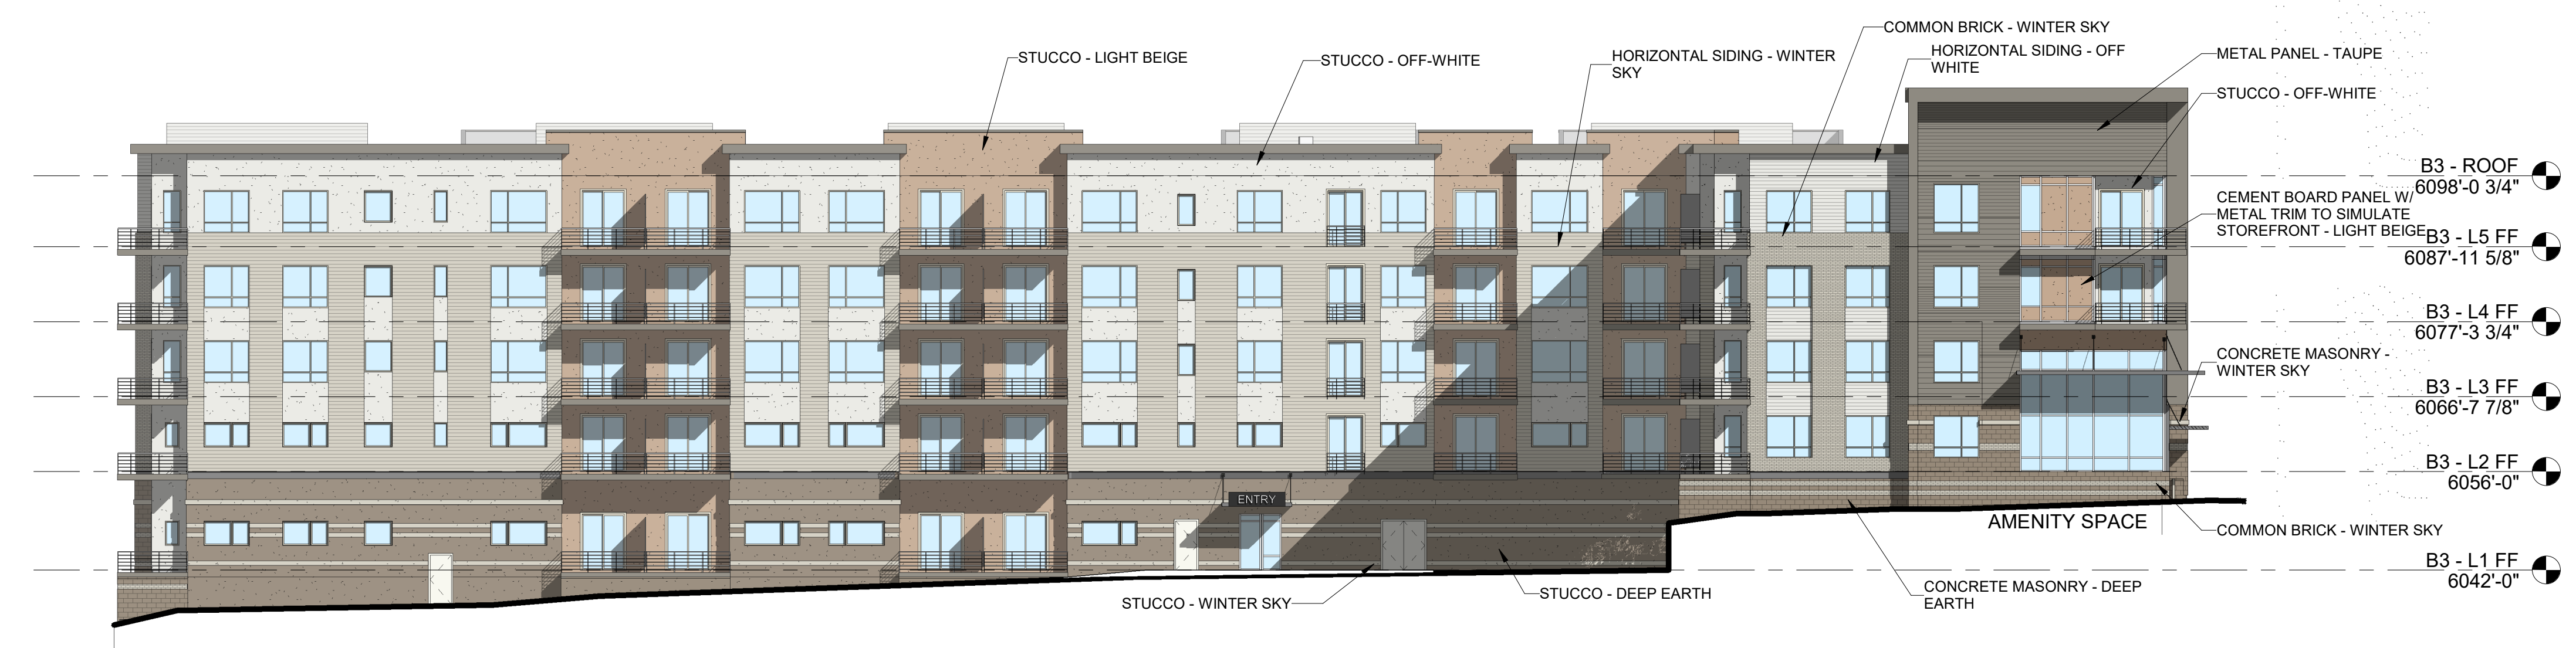 COMMON BRICK - WINTER SKY
STUCCO - LIGHT BEIGE
STUCCO - OFF-WHITE
HORIZONTAL SIDING - WINTER
SKY
HORIZONTAL SIDING - OFF
WHITE
METAL PANEL - TAUPE
STUCCO - OFF-WHITE
B3 - ROOF
6098'-0 3/4"
CEMENT BOARD PANEL W/
METAL TRIM TO SIMULATE
STOREFRONT - LIGHT BEIGE
B3 - L5 FF
6087'-11 5/8"
B3 - L4 FF
6077'-3 3/4"
CONCRETE MASONRY -
WINTER SKY
B3 - L3 FF
6066'-7 7/8"
B3 - L2 FF
6056'-0"
ENTRY
AMENITY SPACE
COMMON BRICK - WINTER SKY
B3 - L1 FF
6042'-0"
STUCCO - WINTER SKY
STUCCO - DEEP EARTH
CONCRETE MASONRY - DEEP
EARTH